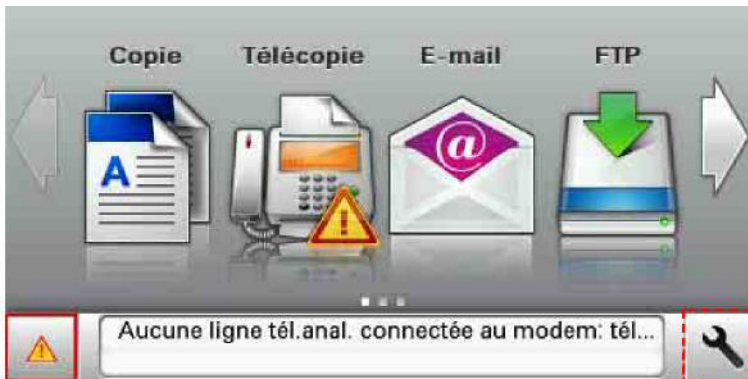 Copie Télécopie E-mail FTP
A
@
Aucune ligne tél.anal. connectée au modem: tél...